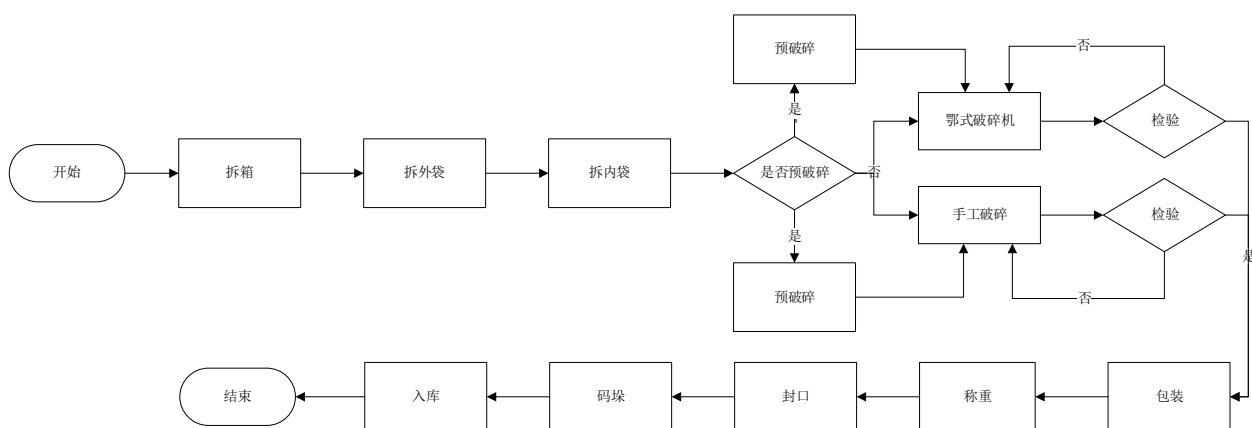 预破碎
否
是
鄂式破碎机
检验
开始
拆箱
拆外袋
拆内袋
是否预破碎
否
手工破碎
检验
是
是
预破碎
否
结束
入库
码垛
封口
称重
包装